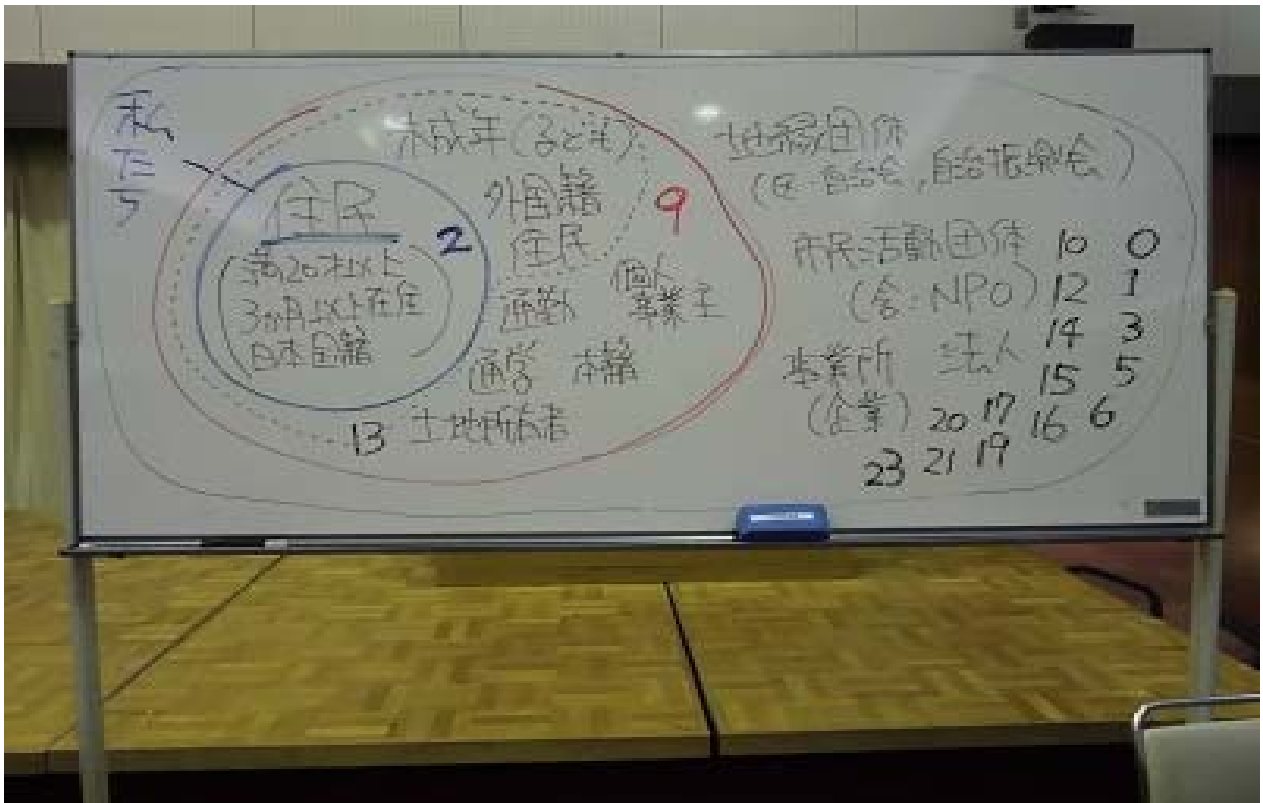 私たち
住民
2
(満20才以上
3ヶ月以上在住
日本国籍)
未成年(子ども)
外国籍
住民
9
通勤
個人
事業主
通学 本籍
13 土地所有者
地縁団体
(区・自治会,自治振興会)
市民活動団体 10 0
(含:NPO) 12 1
14 3
事業所 法人 15 5
(企業) 20 17 16 6
23 21 19